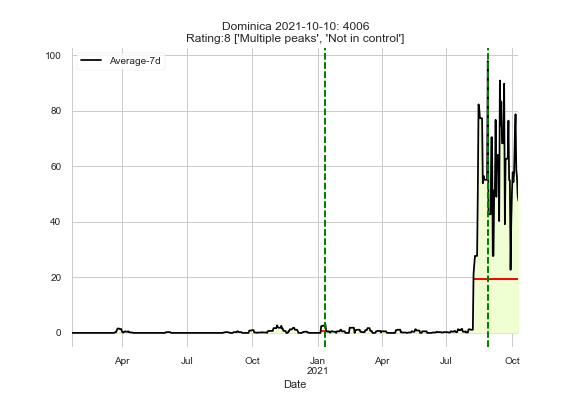 Dominica 2021-10-10: 4006
Rating:8 ['Multiple peaks', 'Not in control']
Average-7d
100
80
60
40
20
0
Apr
Jul
Oct
Jan
2021
Apr
Jul
Oct
Date